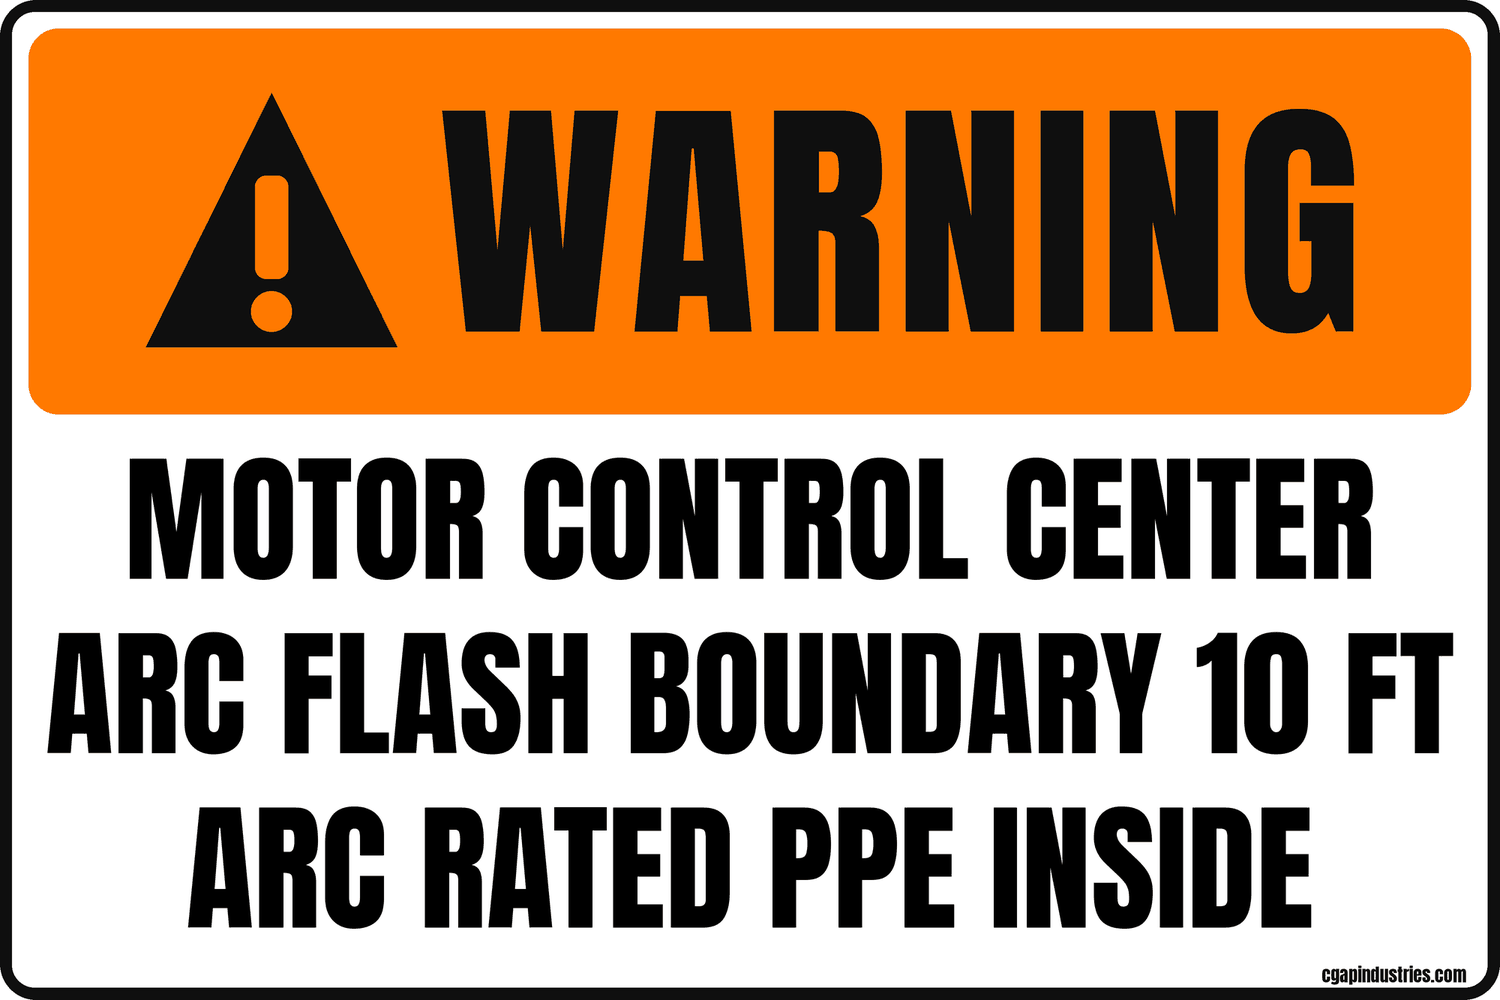 WARNING
MOTOR CONTROL CENTER
ARC FLASH BOUNDARY 10 FT
ARC RATED PPE INSIDE
cgapindustries.com